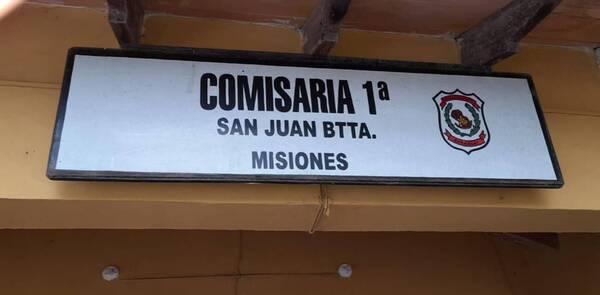 COMISARIA 1ª
SAN JUAN BTTA.
MISIONES